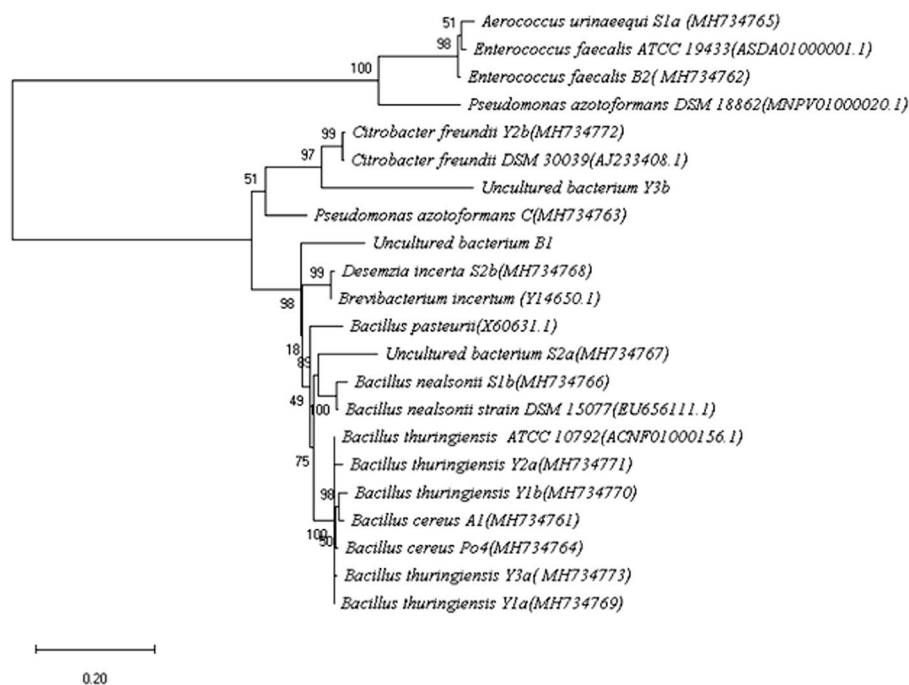 51 Aerococcus urinaeequi S1a (MH734765)
98 Enterococcus faecalis ATCC 19433(ASDA01000001.1)
100 Enterococcus faecalis B2( MH734762)
Pseudomonas azotoformans DSM 18862(MNPV01000020.1)
99 Citrobacter freundii Y2b(MH734772)
97 Citrobacter freundii DSM 30039(AJ233408.1)
51 Uncultured bacterium Y3b
Pseudomonas azotoformans C(MH734763)
Uncultured bacterium B1
99 Desemzia incerta S2b(MH734768)
98 Brevibacterium incertum (Y14650.1)
Bacillus pasteurii(X60631.1)
18 Uncultured bacterium S2a(MH734767)
89 Bacillus nealsonii S1b(MH734766)
49 100 Bacillus nealsonii strain DSM 15077(EU656111.1)
Bacillus thuringiensis ATCC 10792(ACNF01000156.1)
75 Bacillus thuringiensis Y2a(MH734771)
98 Bacillus thuringiensis Y1b(MH734770)
Bacillus cereus A1(MH734761)
100 Bacillus cereus Po4(MH734764)
Bacillus thuringiensis Y3a( MH734773)
Bacillus thuringiensis Y1a(MH734769)
0.20